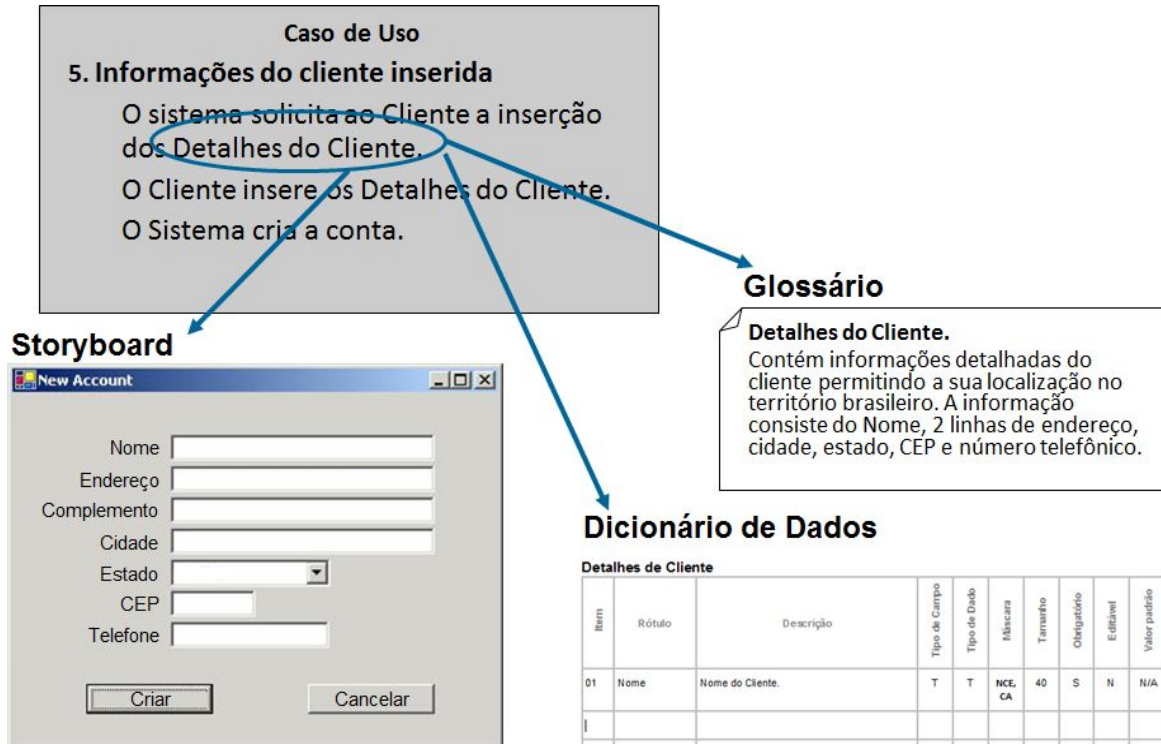 Caso de Uso
5. Informações do cliente inserida
O sistema solicita ao Cliente a inserção
dos Detalhes do Cliente.
O Cliente insere os Detalhes do Cliente.
O Sistema cria a conta.
Storyboard
New Account
Nome
Endereço
Complemento
Cidade
Estado
CEP
Telefone
Criar Cancelar
Glossário
Detalhes do Cliente.
Contém informações detalhadas do
cliente permitindo a sua localização no
território brasileiro. A informação
consiste do Nome, 2 linhas de endereço,
cidade, estado, CEP e número telefônico.
Dicionário de Dados
Detalhes de Cliente
Item Rótulo Descrição Tipo de Campo Tipo de Dado Máscara Tamanho Obrigatório Editável Valor padrão
01 Nome Nome do Cliente. T T NCE, CA 40 S N N/A